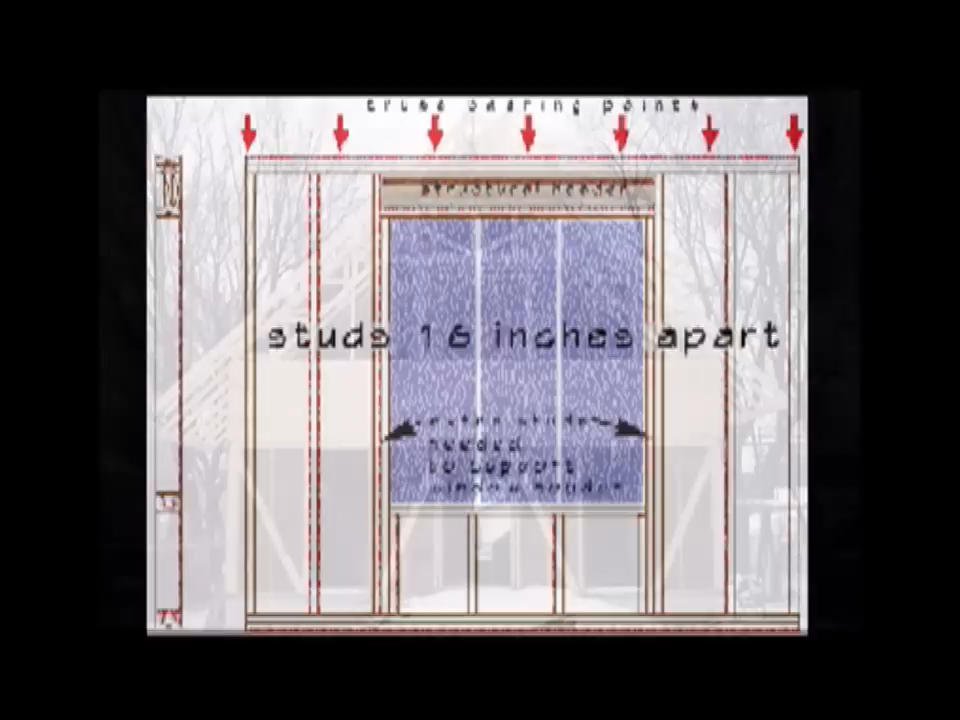 truss bearing points
structural header
studs 16 inches apart
extra studs
needed
to support
window header